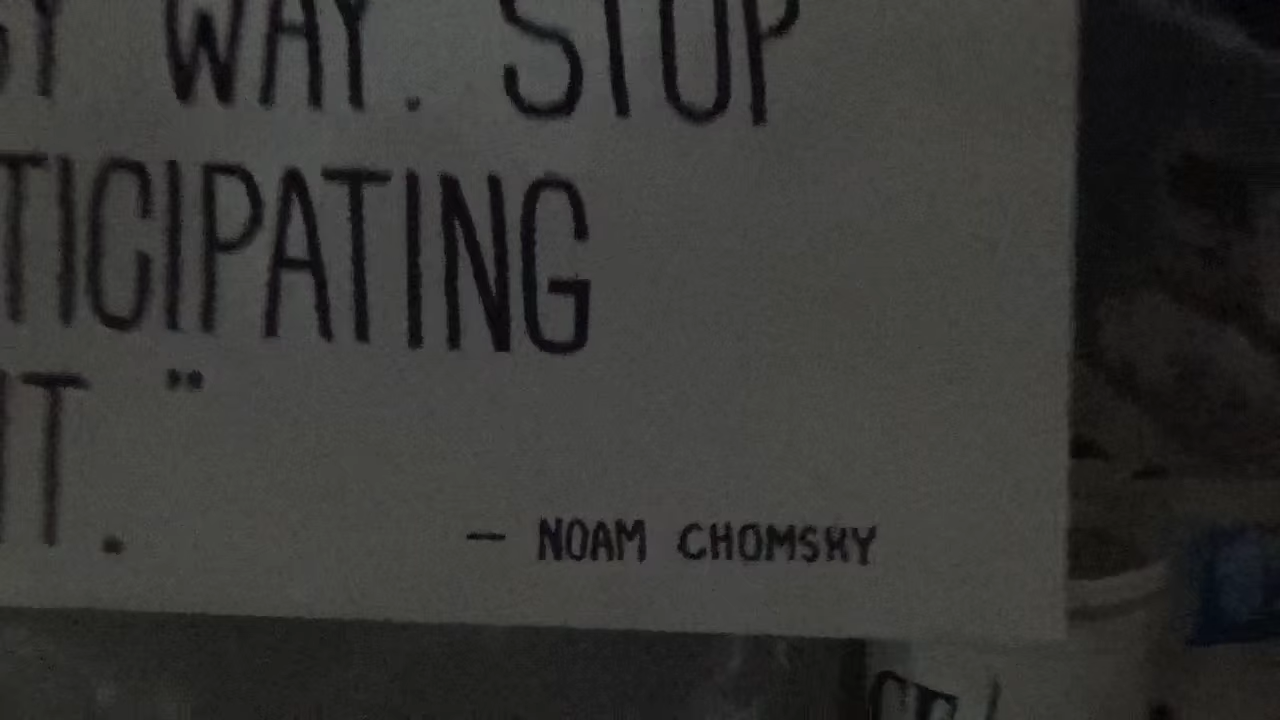 WAY. STOP
TICIPATING
IT."
— NOAM CHOMSKY